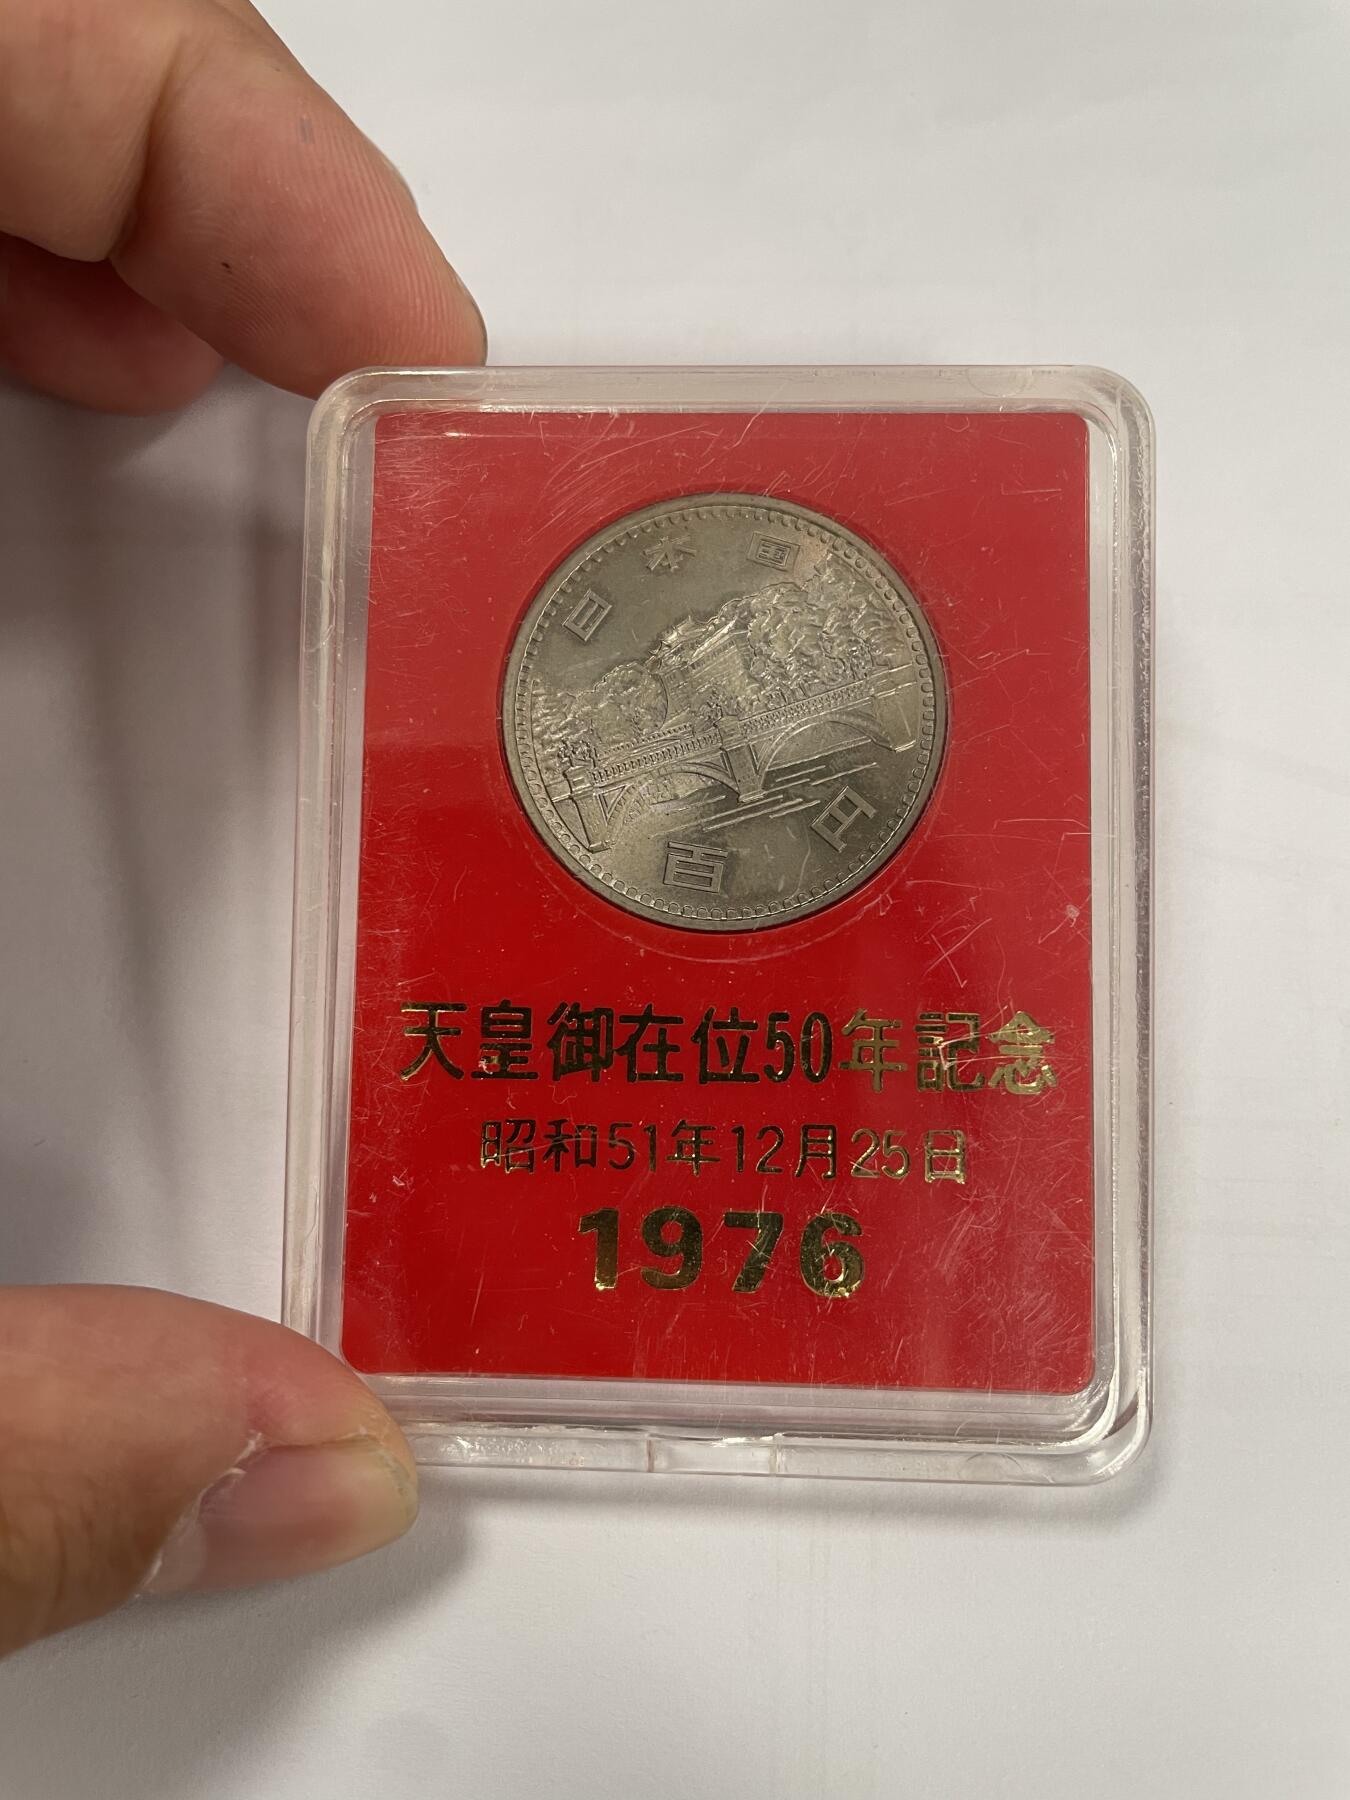 日本国
百円
天皇御在位50年記念
昭和51年12月25日
1976